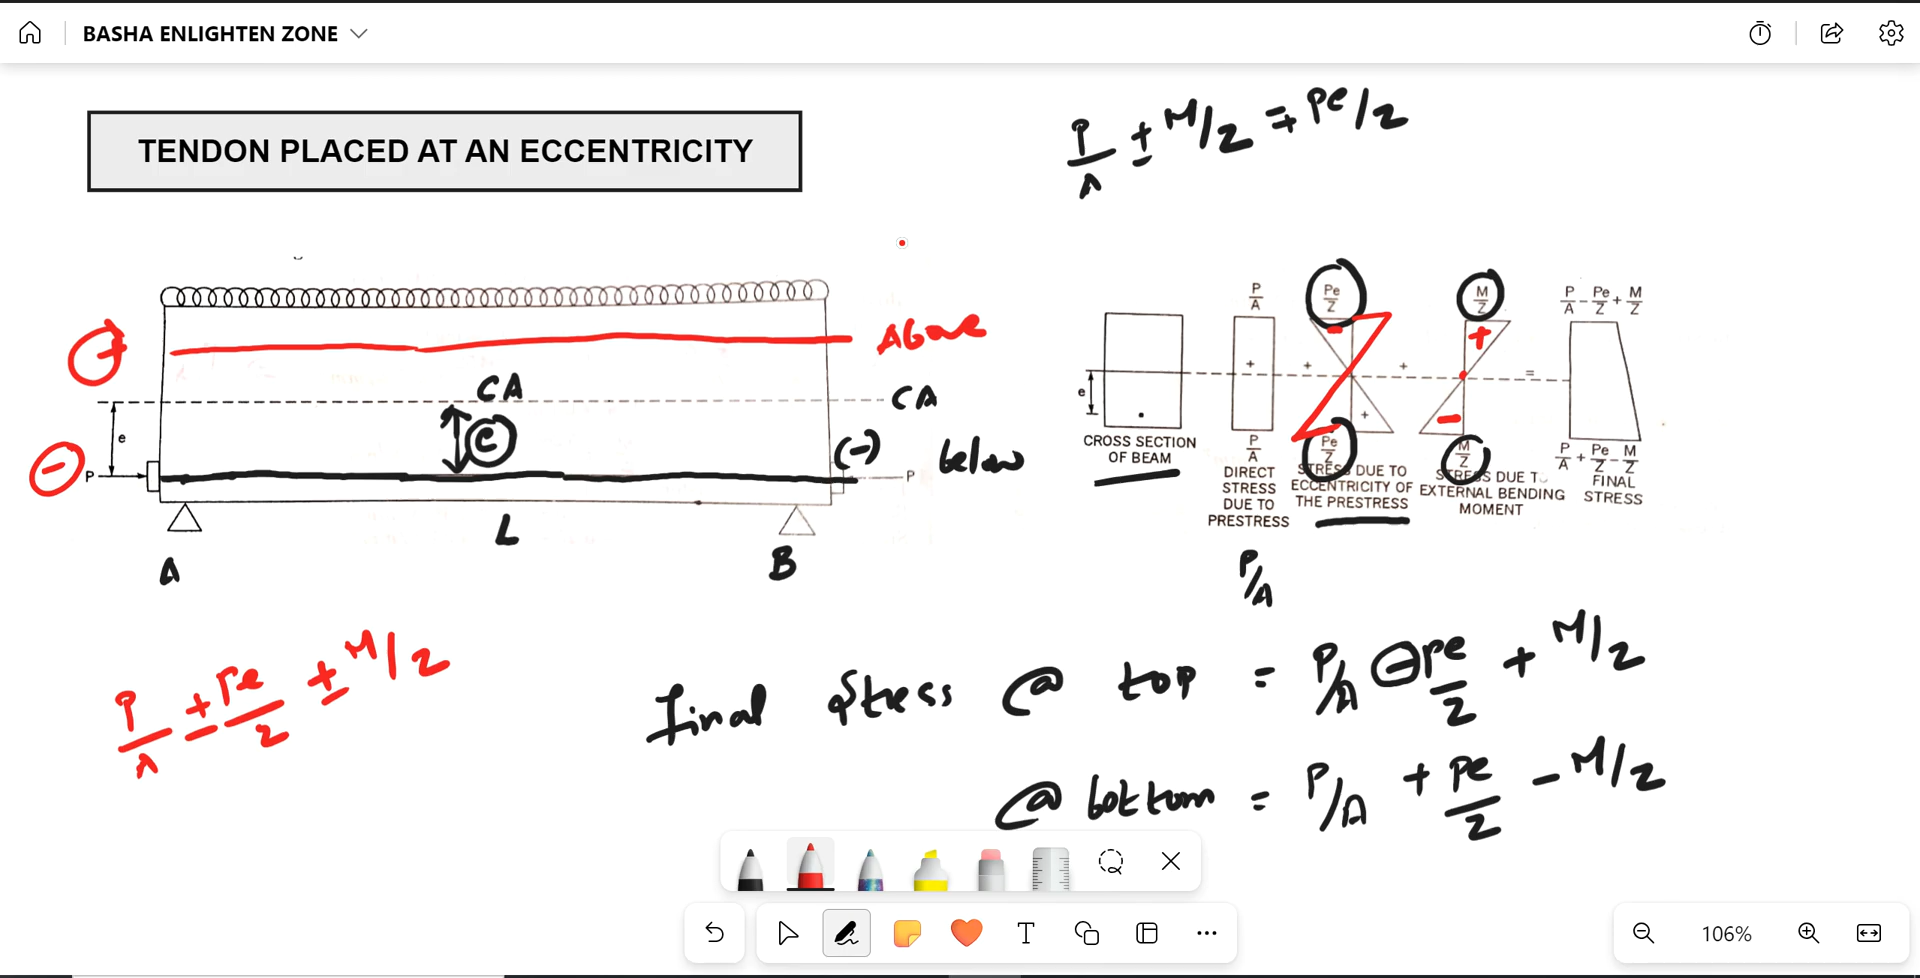 BASHA ENLIGHTEN ZONE
TENDON PLACED AT AN ECCENTRICITY
P/A ± M/Z ∓ Pe/Z
Above
CA
CA
e
e
(-)
below
P
P
L
A
B
P/A
Pe/Z
M/Z
P/A - Pe/Z + M/Z
+
+
+
+
+
-
-
=
e
Pe/Z
M/Z
P/A
P/A + Pe/Z - M/Z
CROSS SECTION
OF BEAM
DIRECT
STRESS
DUE TO
PRESTRESS
STRESS DUE TO
ECCENTRICITY OF
THE PRESTRESS
STRESS DUE TO
EXTERNAL BENDING
MOMENT
FINAL
STRESS
P/A
P/A ± Pe/Z ± M/Z
final stress @ top = P/A - Pe/Z + M/Z
@ bottom = P/A + Pe/Z - M/Z
T
106%